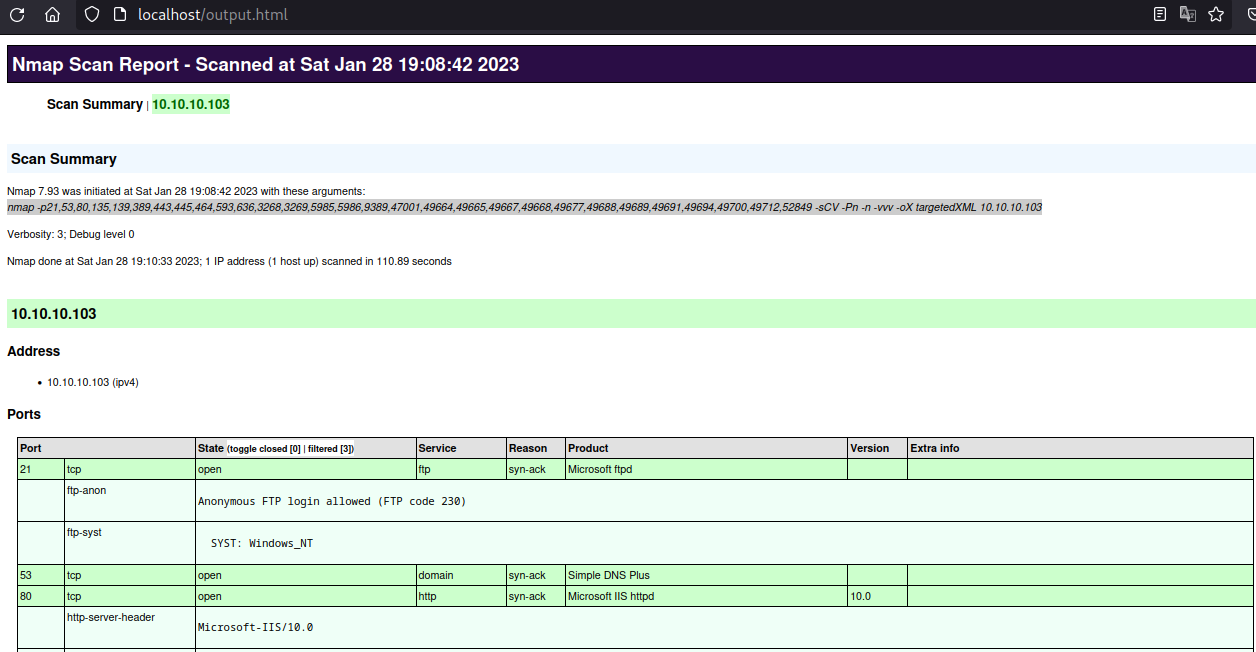 localhost/output.html
Nmap Scan Report - Scanned at Sat Jan 28 19:08:42 2023
Scan Summary | 10.10.10.103
Scan Summary
Nmap 7.93 was initiated at Sat Jan 28 19:08:42 2023 with these arguments:
nmap -p21,53,80,135,139,389,443,445,464,593,636,3268,3269,5985,5986,9389,47001,49664,49665,49667,49668,49677,49688,49689,49691,49694,49700,49712,52849 -sCV -Pn -n -vvv -oX targetedXML 10.10.10.103
Verbosity: 3; Debug level 0
Nmap done at Sat Jan 28 19:10:33 2023; 1 IP address (1 host up) scanned in 110.89 seconds
10.10.10.103
Address
• 10.10.10.103 (ipv4)
Ports
Port State (toggle closed [0] | filtered [3]) Service Reason Product Version Extra info
21 tcp open ftp syn-ack Microsoft ftpd
ftp-anon Anonymous FTP login allowed (FTP code 230)
ftp-syst SYST: Windows_NT
53 tcp open domain syn-ack Simple DNS Plus
80 tcp open http syn-ack Microsoft IIS httpd 10.0
http-server-header Microsoft-IIS/10.0